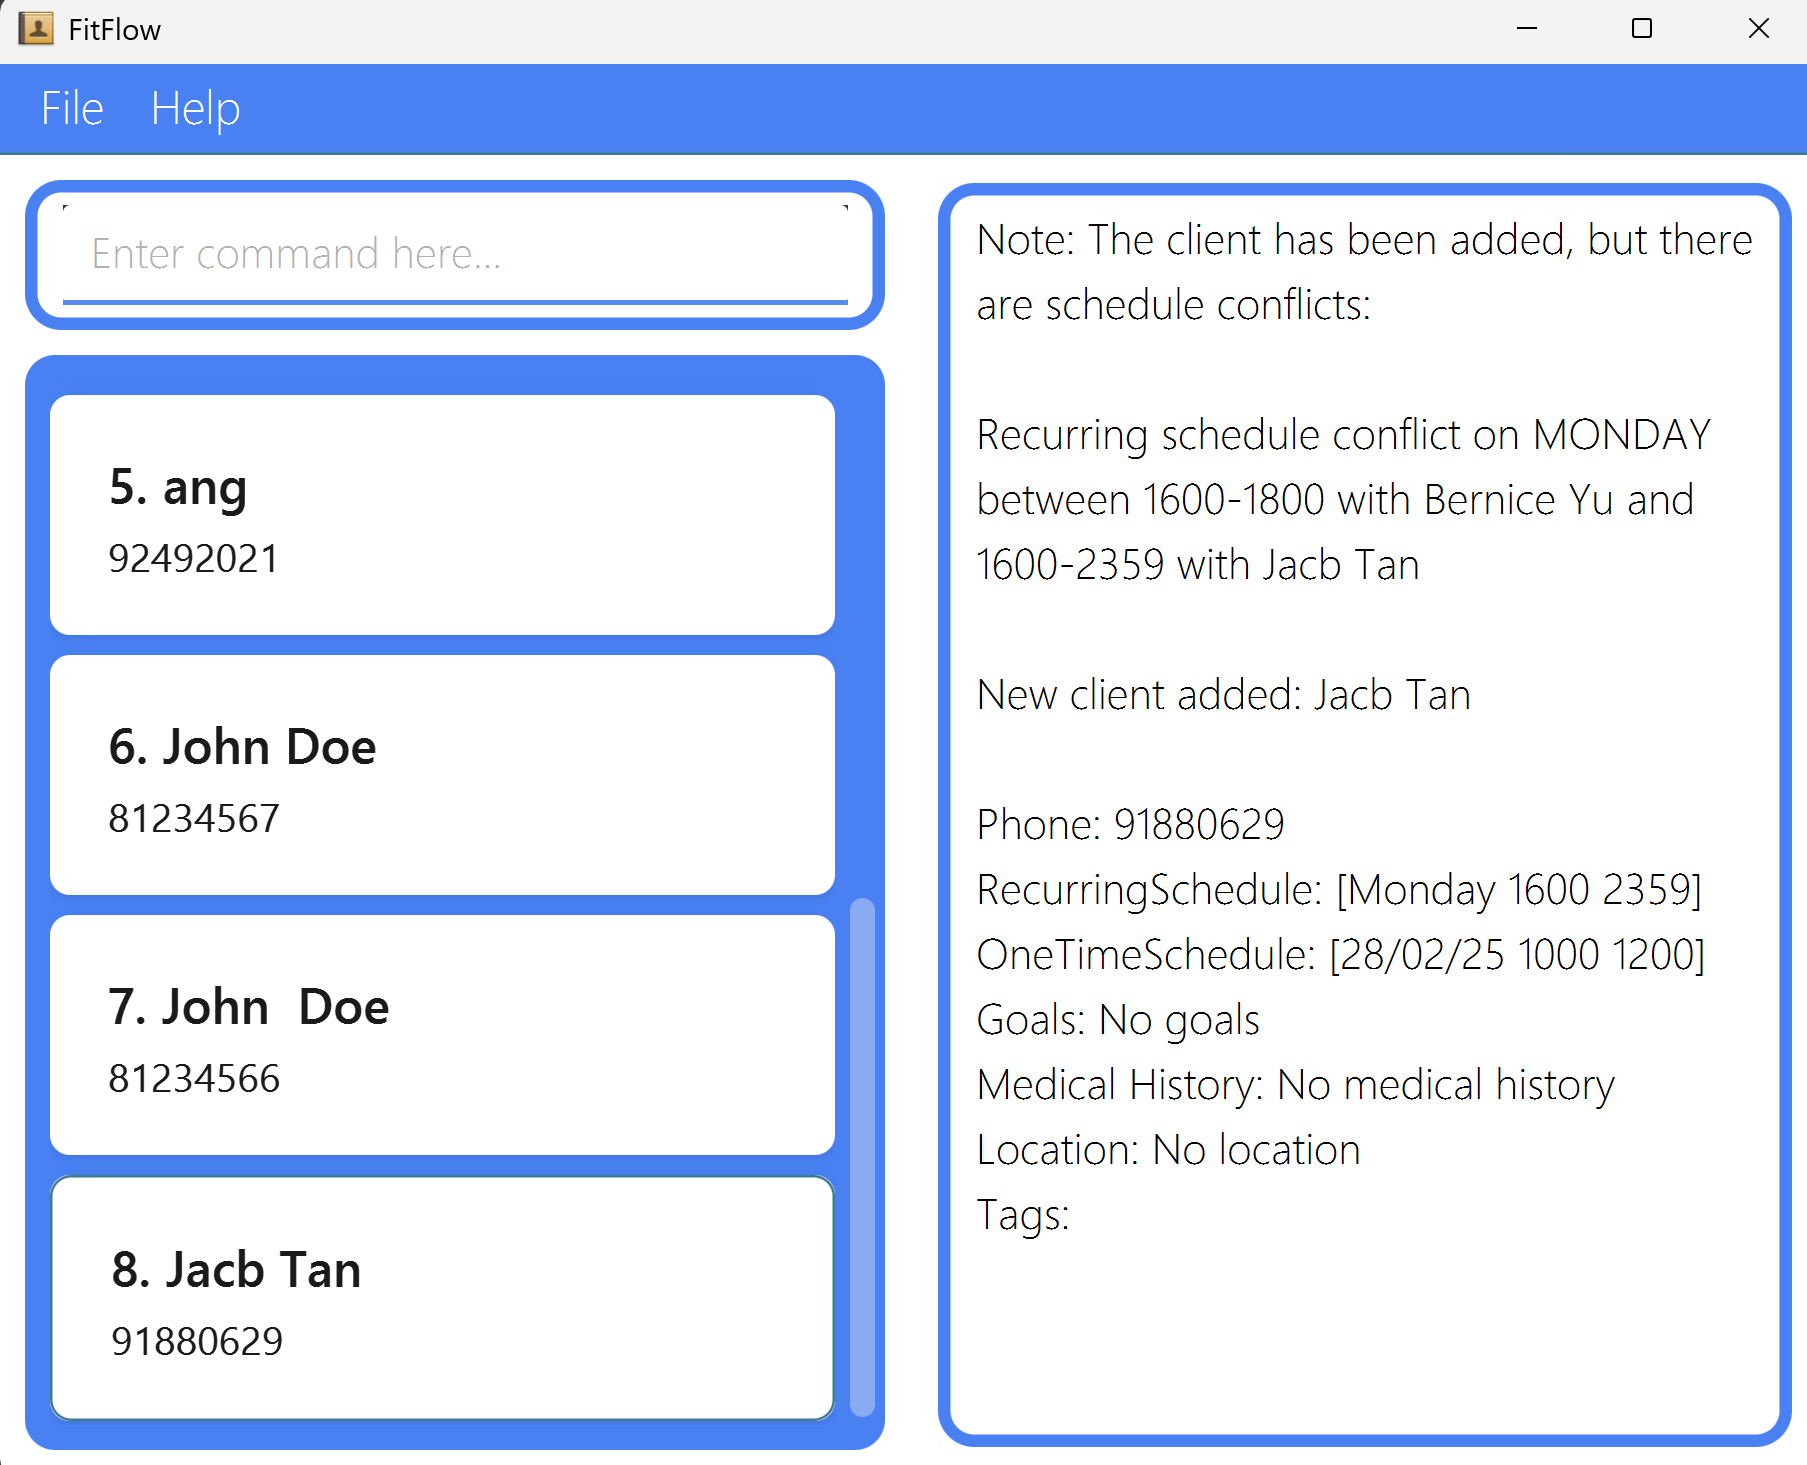 FitFlow
File Help
Enter command here...
5. ang
92492021
6. John Doe
81234567
7. John  Doe
81234566
8. Jacb Tan
91880629
Note: The client has been added, but there
are schedule conflicts:
Recurring schedule conflict on MONDAY
between 1600-1800 with Bernice Yu and
1600-2359 with Jacb Tan
New client added: Jacb Tan
Phone: 91880629
RecurringSchedule: [Monday 1600 2359]
OneTimeSchedule: [28/02/25 1000 1200]
Goals: No goals
Medical History: No medical history
Location: No location
Tags: